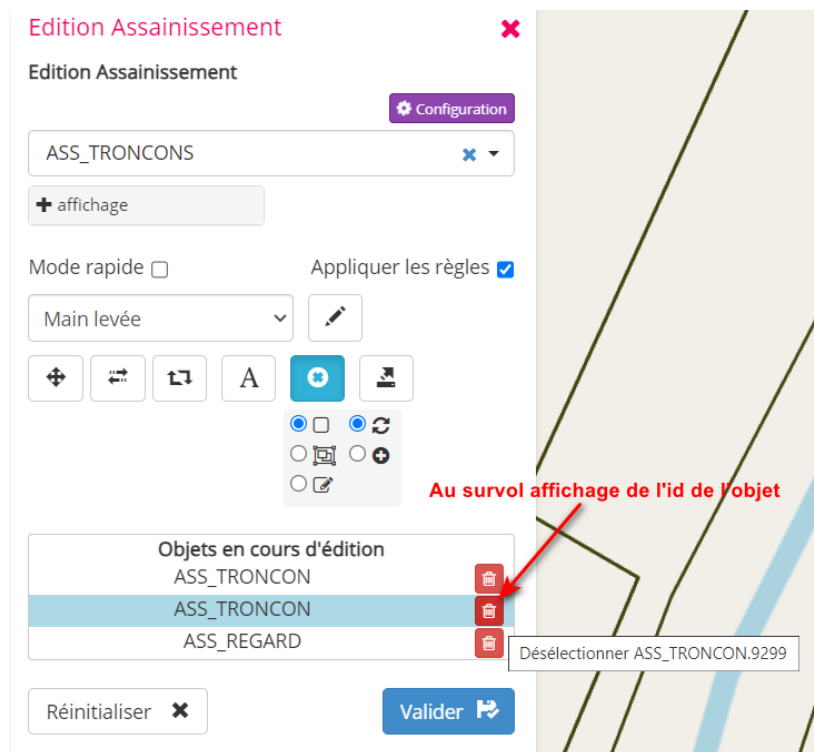 Edition Assainissement
Edition Assainissement
Configuration
ASS_TRONCONS
affichage
Mode rapide
Appliquer les règles
Main levée
A
Au survol affichage de l'id de l'objet
Objets en cours d'édition
ASS_TRONCON
ASS_TRONCON
ASS_REGARD
Désélectionner ASS_TRONCON.9299
Réinitialiser
Valider